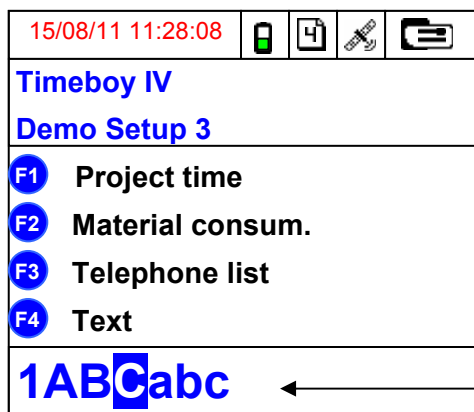 15/08/11 11:28:08
Timeboy IV
Demo Setup 3
F1 Project time
F2 Material consum.
F3 Telephone list
F4 Text
1ABCabc